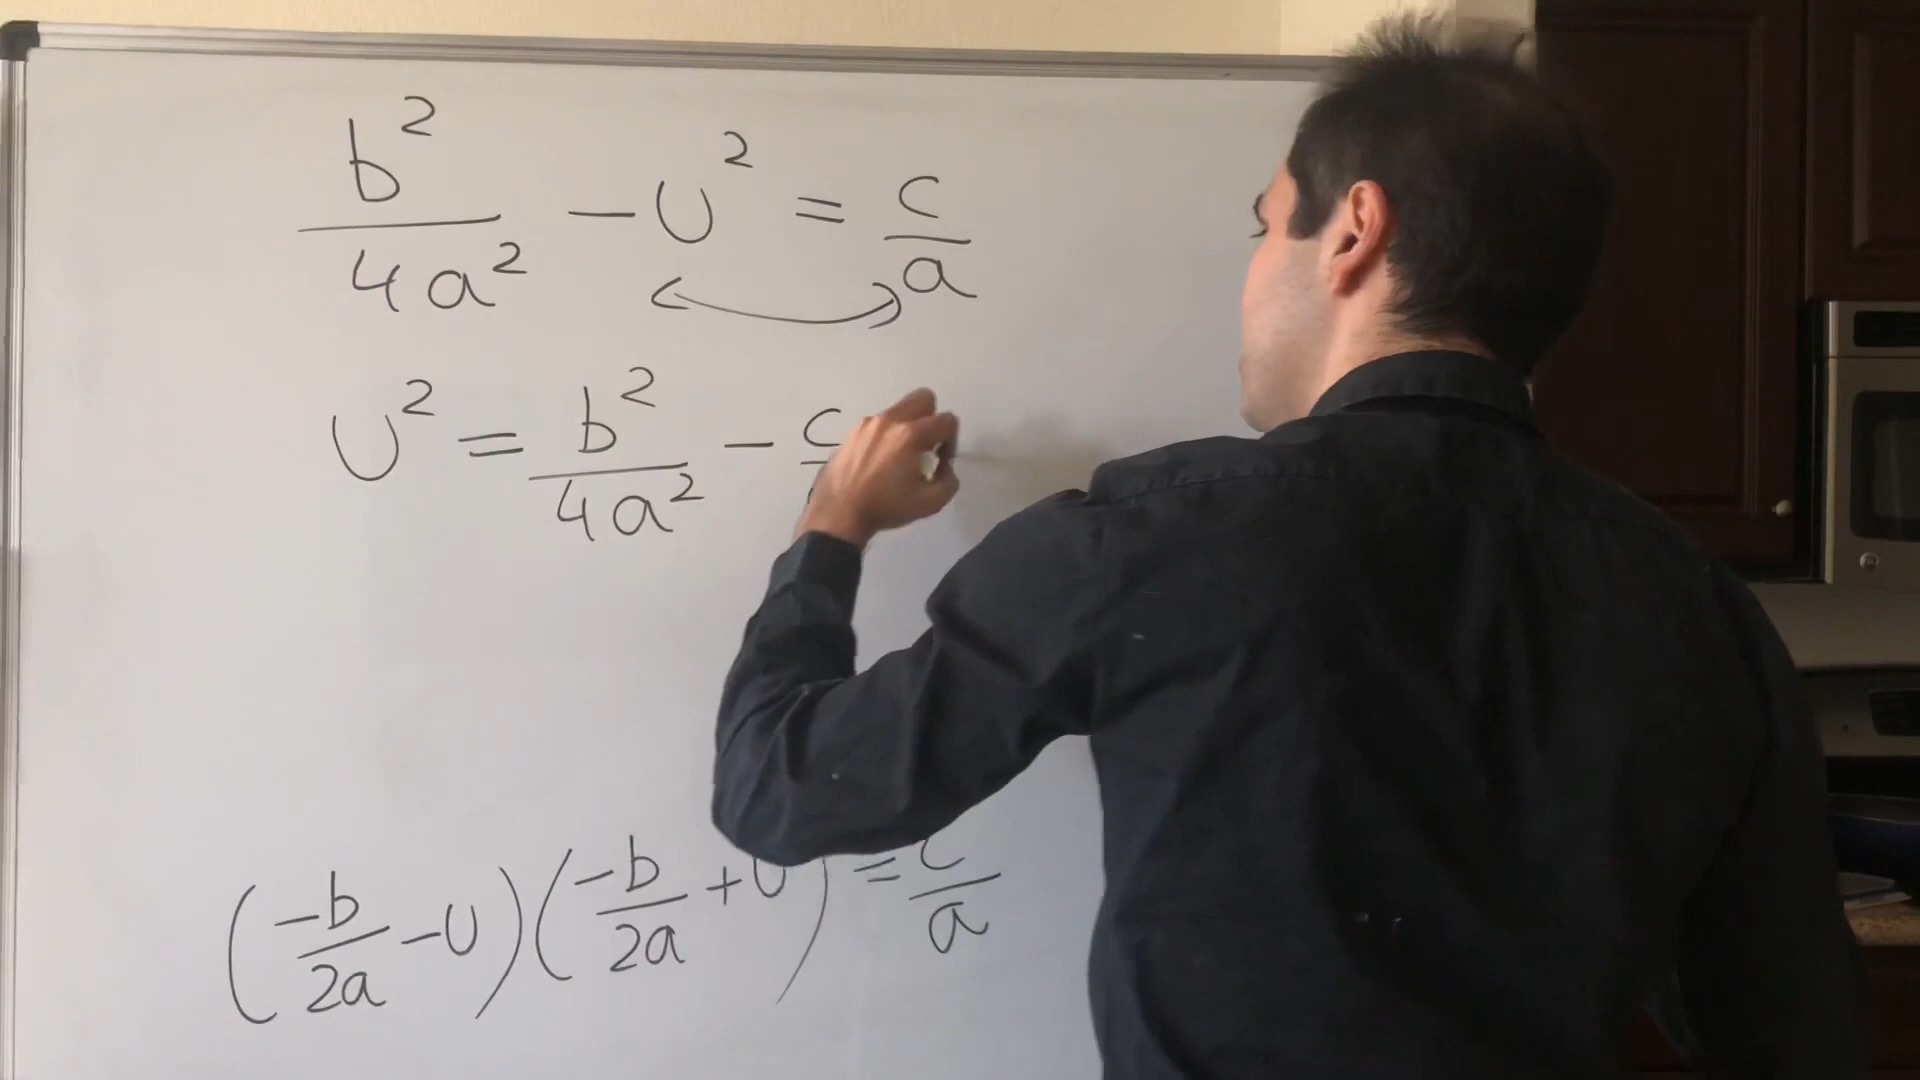 b²/4a² − U² = c/a
U² = b²/4a² − c
(−b/2a − U)(−b/2a + U) = c/a